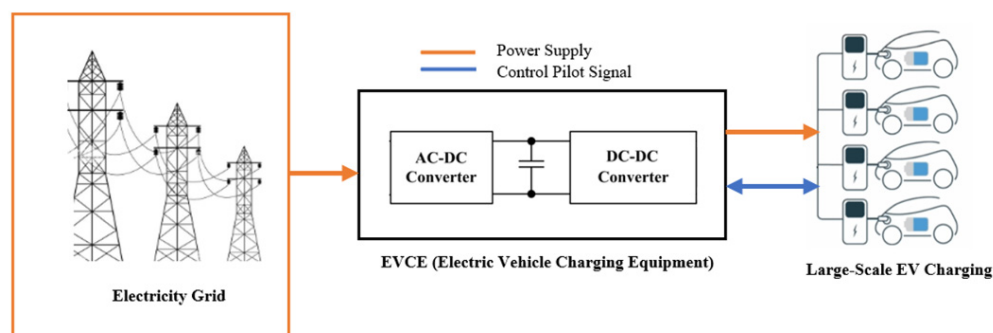 Power Supply
Control Pilot Signal
AC-DC
Converter
DC-DC
Converter
EVCE (Electric Vehicle Charging Equipment)
Electricity Grid
Large-Scale EV Charging